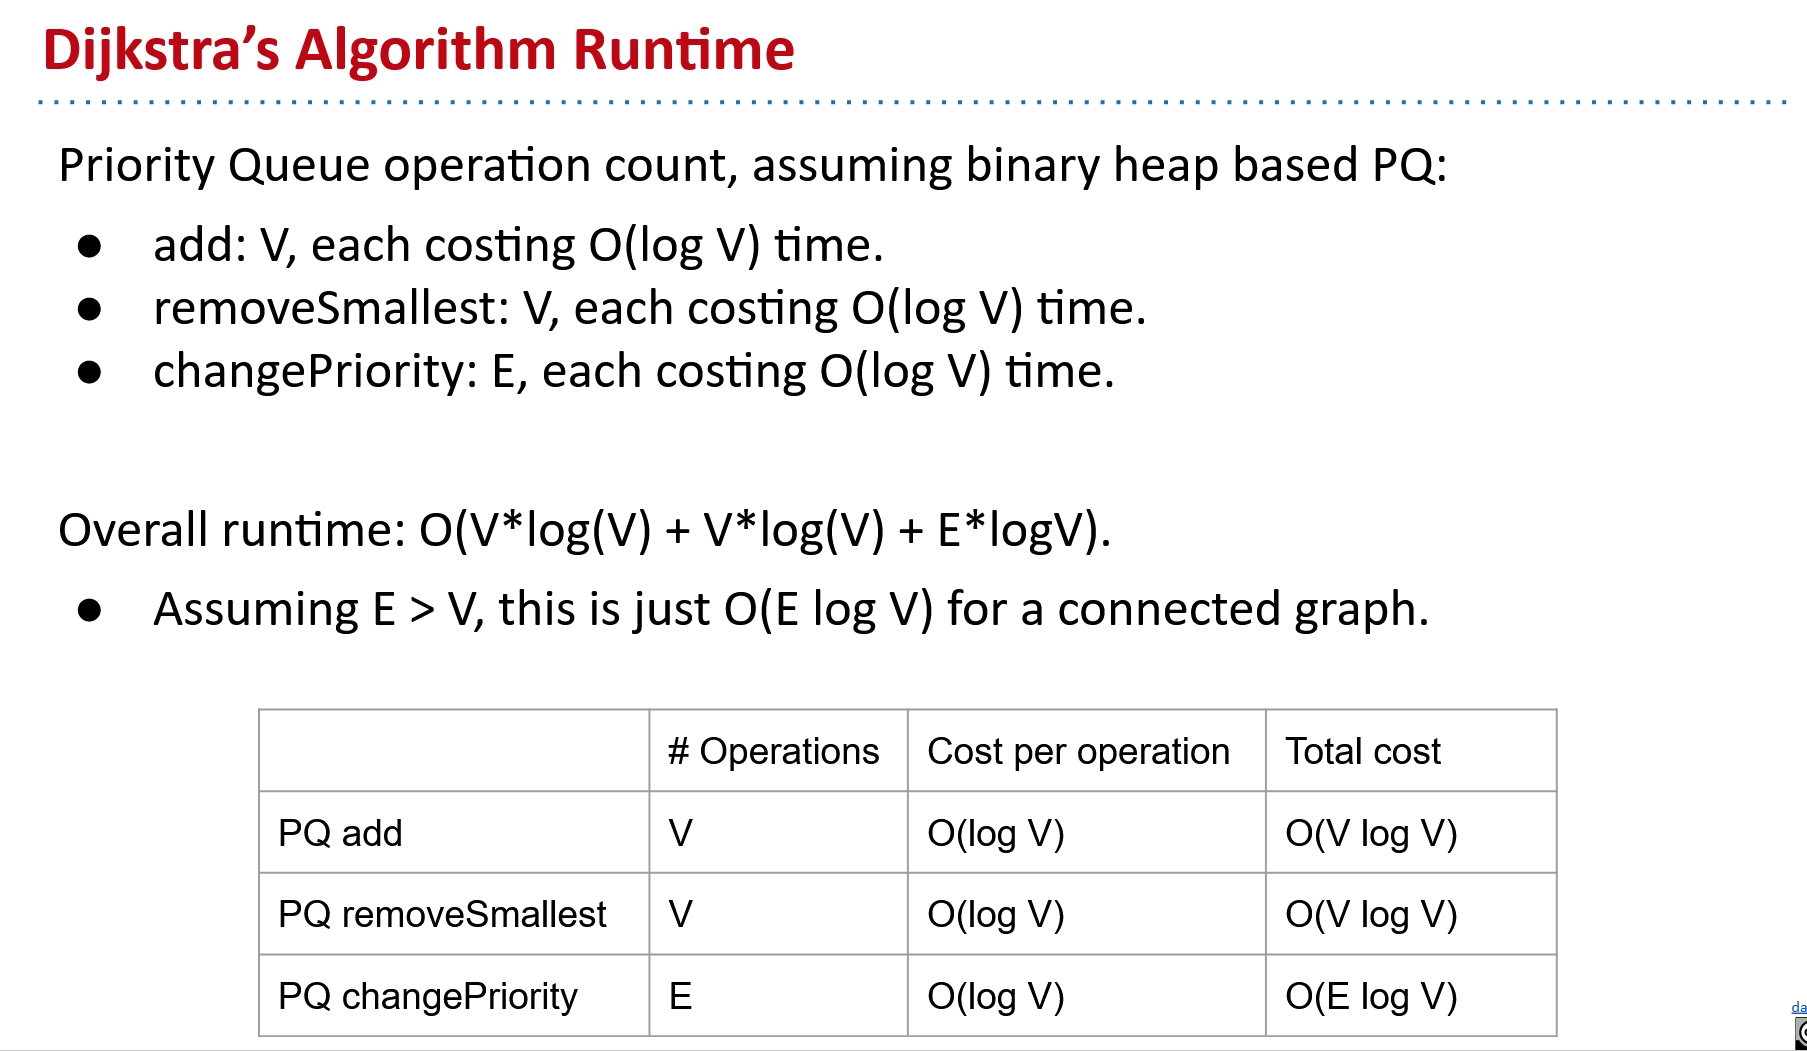 Dijkstra’s Algorithm Runtime
Priority Queue operation count, assuming binary heap based PQ:
● add: V, each costing O(log V) time.
● removeSmallest: V, each costing O(log V) time.
● changePriority: E, each costing O(log V) time.
Overall runtime: O(V*log(V) + V*log(V) + E*logV).
● Assuming E > V, this is just O(E log V) for a connected graph.
# Operations Cost per operation Total cost
PQ add V O(log V) O(V log V)
PQ removeSmallest V O(log V) O(V log V)
PQ changePriority E O(log V) O(E log V)